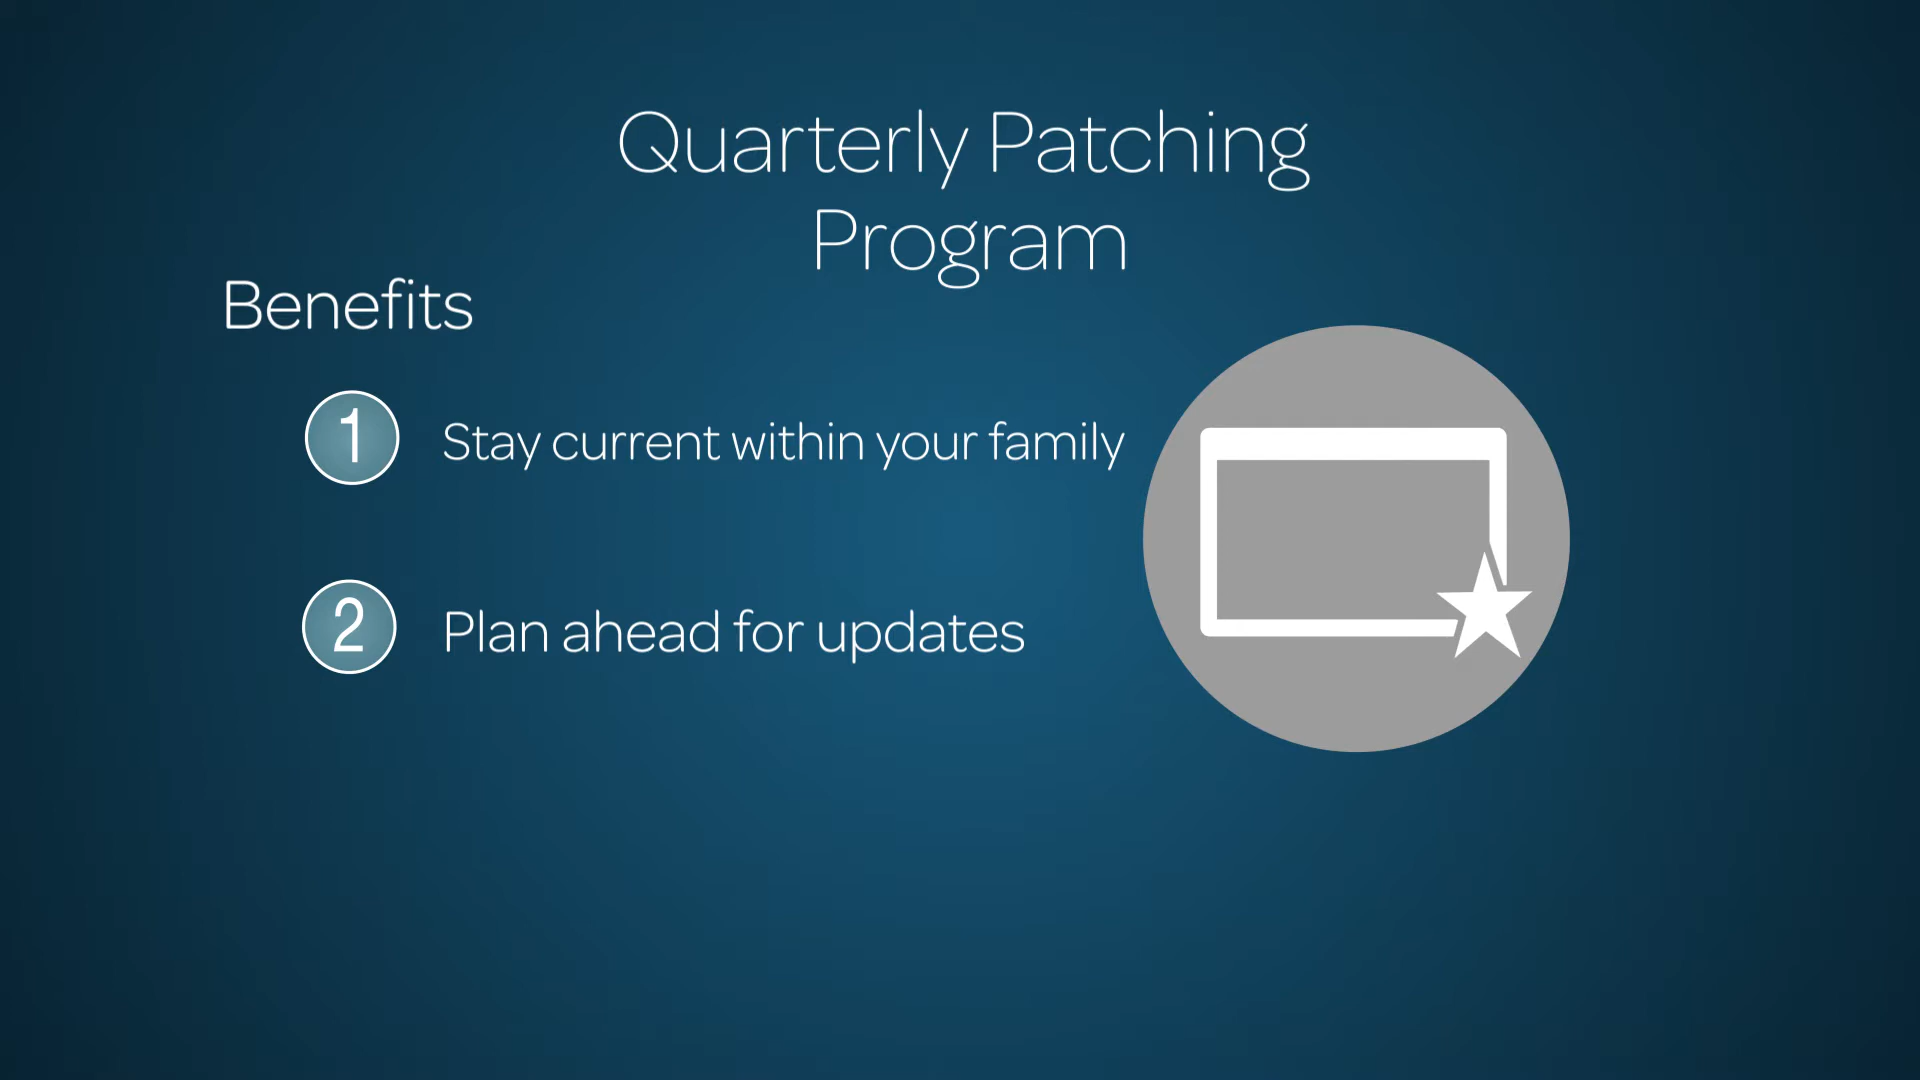 Quarterly Patching
Program
Benefits
1 Stay current within your family
2 Plan ahead for updates